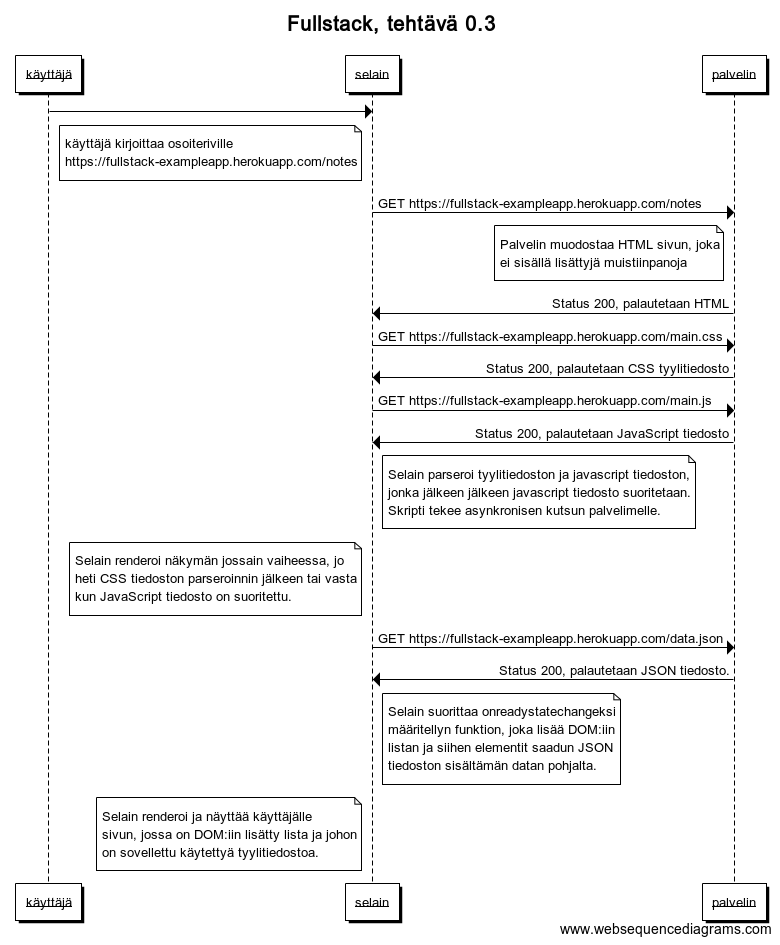 Fullstack, tehtävä 0.3
käyttäjä
selain
palvelin
käyttäjä kirjoittaa osoiteriville
https://fullstack-exampleapp.herokuapp.com/notes
GET https://fullstack-exampleapp.herokuapp.com/notes
Palvelin muodostaa HTML sivun, joka
ei sisällä lisättyjä muistiinpanoja
Status 200, palautetaan HTML
GET https://fullstack-exampleapp.herokuapp.com/main.css
Status 200, palautetaan CSS tyylitiedosto
GET https://fullstack-exampleapp.herokuapp.com/main.js
Status 200, palautetaan JavaScript tiedosto
Selain parseroi tyylitiedoston ja javascript tiedoston,
jonka jälkeen jälkeen javascript tiedosto suoritetaan.
Skripti tekee asynkronisen kutsun palvelimelle.
Selain renderoi näkymän jossain vaiheessa, jo
heti CSS tiedoston parseroinnin jälkeen tai vasta
kun JavaScript tiedosto on suoritettu.
GET https://fullstack-exampleapp.herokuapp.com/data.json
Status 200, palautetaan JSON tiedosto.
Selain suorittaa onreadystatechangeksi
määritellyn funktion, joka lisää DOM:iin
listan ja siihen elementit saadun JSON
tiedoston sisältämän datan pohjalta.
Selain renderoi ja näyttää käyttäjälle
sivun, jossa on DOM:iin lisätty lista ja johon
on sovellettu käytettyä tyylitiedostoa.
käyttäjä
selain
palvelin
www.websequencediagrams.com